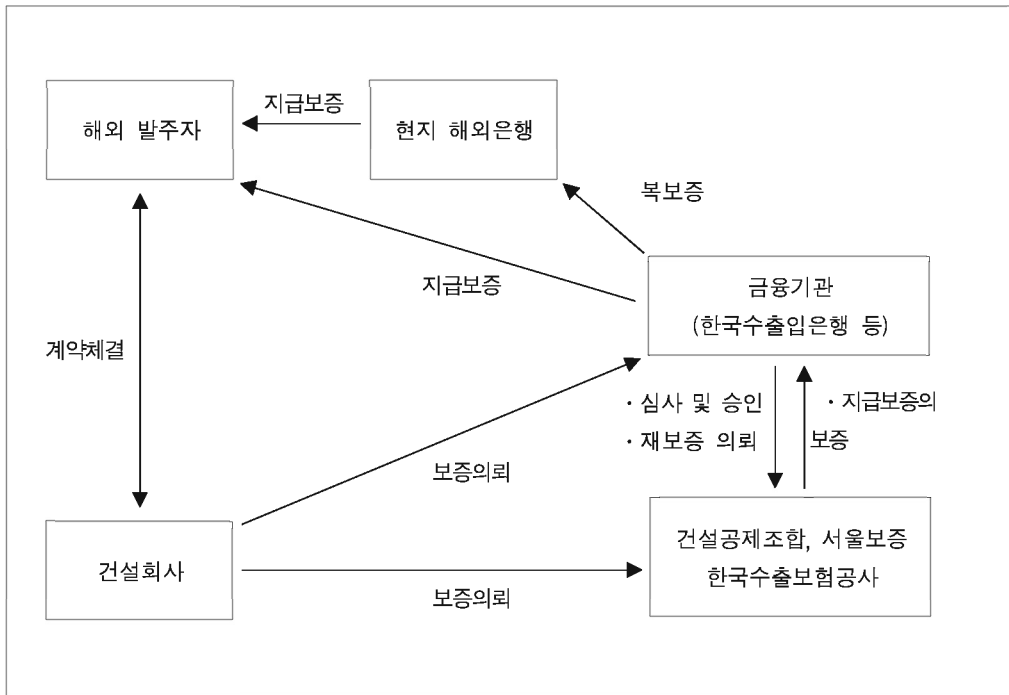 지급보증
해외 발주자
현지 해외은행
복보증
지급보증
금융기관
(한국수출입은행 등)
계약체결
· 심사 및 승인
· 재보증 의뢰
· 지급보증의
보증
보증의뢰
건설회사
건설공제조합, 서울보증
한국수출보험공사
보증의뢰